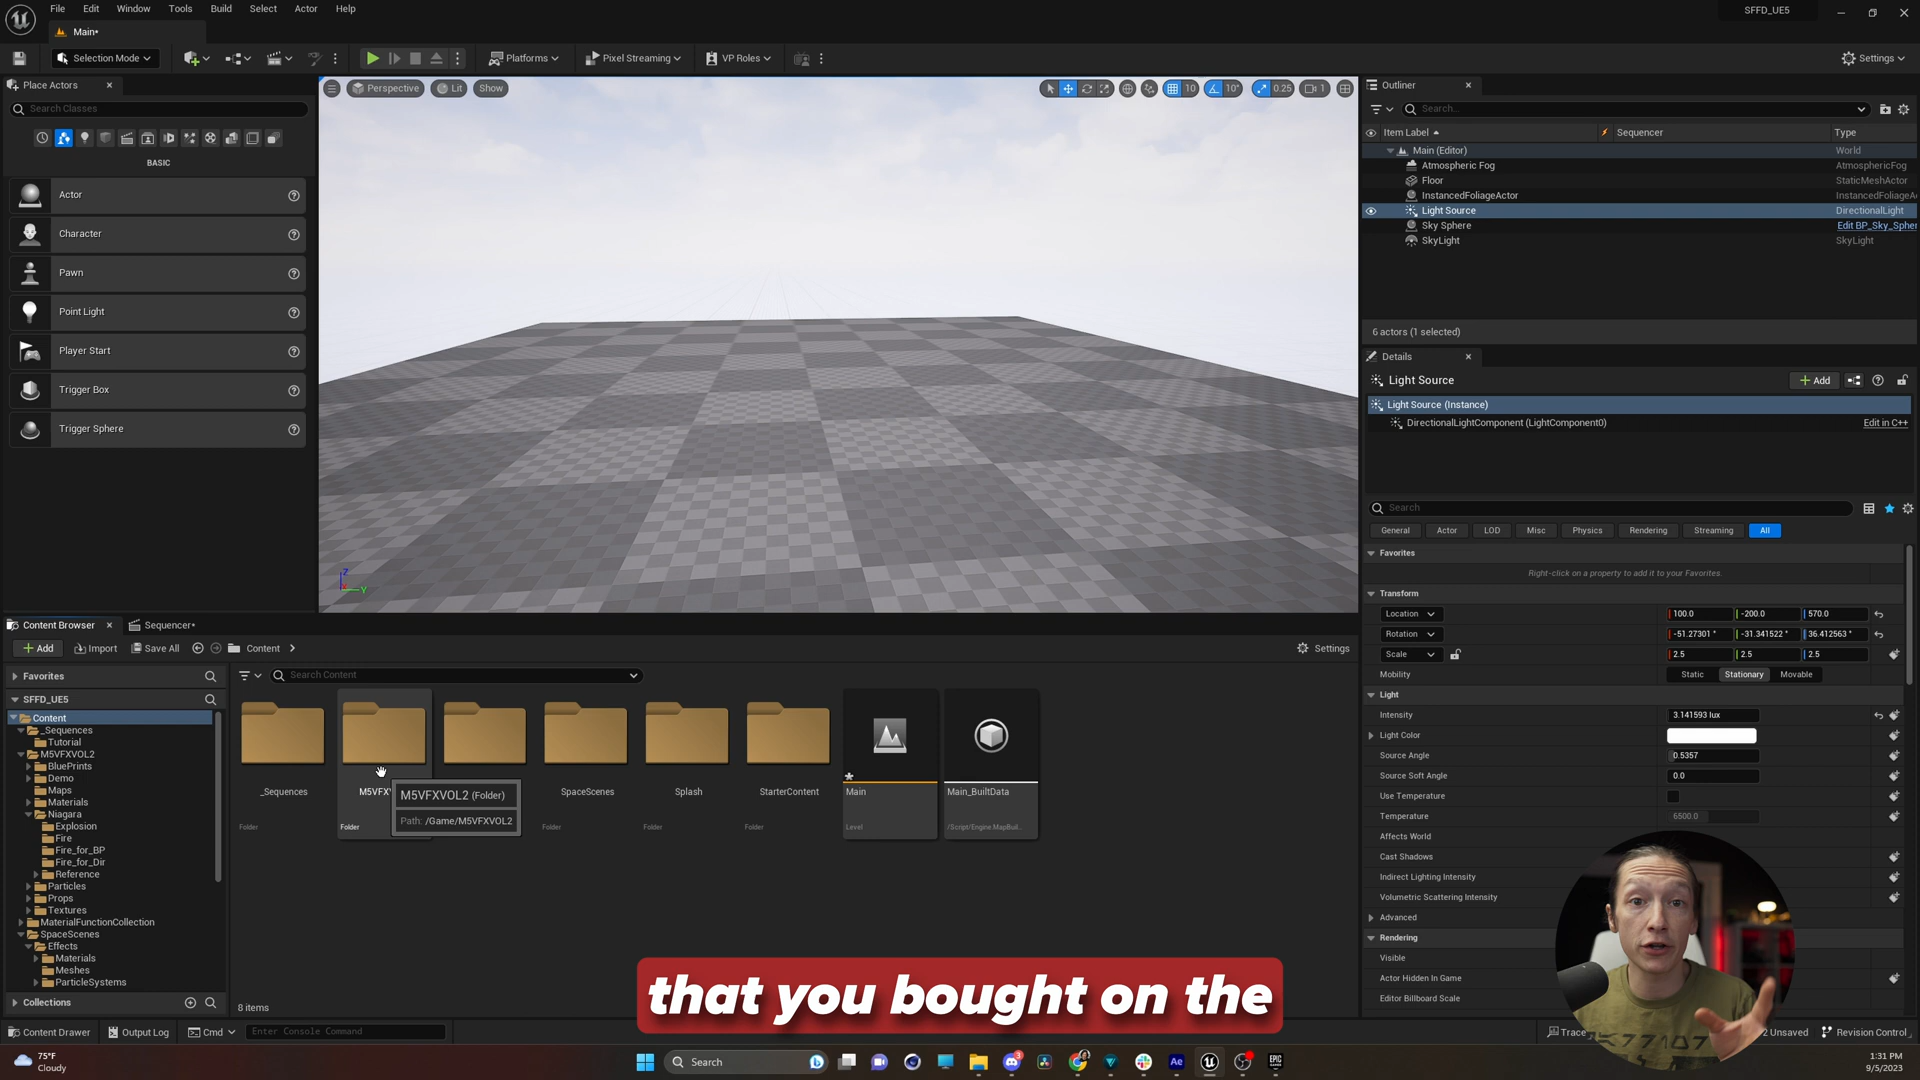 File Edit Window Tools Build Select Actor Help
SFFD_UE5
Main*
Selection Mode
Platforms
Pixel Streaming
VP Roles
Settings
Place Actors
Search Classes
BASIC
Actor
Character
Pawn
Point Light
Player Start
Trigger Box
Trigger Sphere
Perspective
Lit
Show
10
10°
0.25
1
Z
Y
Outliner
Search...
Item Label Sequencer Type
Main (Editor) World
Atmospheric Fog AtmosphericFog
Floor StaticMeshActor
InstancedFoliageActor InstancedFoliageA
Light Source DirectionalLight
Sky Sphere Edit BP_Sky_Spher
SkyLight SkyLight
6 actors (1 selected)
Details
Light Source
Add
Light Source (Instance)
DirectionalLightComponent (LightComponent0) Edit in C++
Search
General Actor LOD Misc Physics Rendering Streaming All
Favorites
Right-click on a property to add it to your Favorites.
Transform
Location 100.0 -200.0 570.0
Rotation -51.27301 ° -31.341522 ° 36.412563 °
Scale 2.5 2.5 2.5
Mobility Static Stationary Movable
Light
Intensity 3.141593 lux
Light Color
Source Angle 0.5357
Source Soft Angle 0.0
Use Temperature
Temperature 6500.0
Affects World
Cast Shadows
Indirect Lighting Intensity
Volumetric Scattering Intensity
Advanced
Rendering
Visible
Actor Hidden In Game
Editor Billboard Scale
Content Browser
Sequencer*
Add
Import
Save All
Content
Settings
Favorites
SFFD_UE5
Content
_Sequences
Tutorial
M5VFXVOL2
BluePrints
Demo
Maps
Materials
Niagara
Explosion
Fire
Fire_for_BP
Fire_for_Dir
Reference
Particles
Props
Textures
MaterialFunctionCollection
SpaceScenes
Effects
Materials
Meshes
ParticleSystems
Collections
Search Content
_Sequences
Folder
M5VFXV
Folder
M5VFXVOL2 (Folder)
Path: /Game/M5VFXVOL2
SpaceScenes
Folder
Splash
Folder
StarterContent
Folder
Main
Level
Main_BuiltData
/Script/Engine.MapBuil...
8 items
that you bought on the
Content Drawer
Output Log
Cmd
Enter Console Command
Trace
2 Unsaved
Revision Control
75°F
Cloudy
Search
3
Ae
EPIC
1:31 PM
9/5/2023